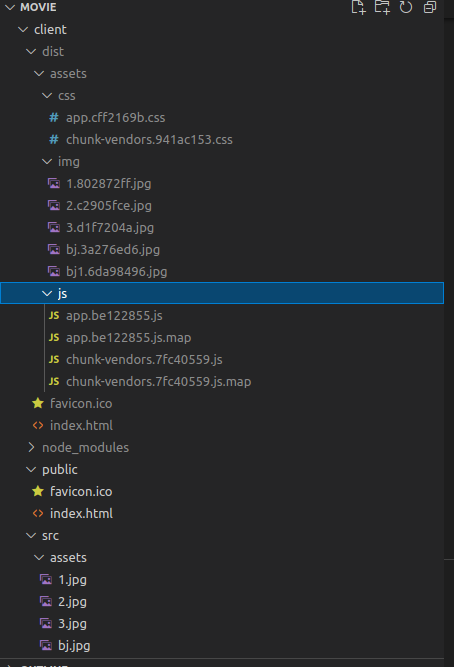 MOVIE
client
dist
assets
css
# app.cff2169b.css
# chunk-vendors.941ac153.css
img
1.802872ff.jpg
2.c2905fce.jpg
3.d1f7204a.jpg
bj.3a276ed6.jpg
bj1.6da98496.jpg
js
JS app.be122855.js
JS app.be122855.js.map
JS chunk-vendors.7fc40559.js
JS chunk-vendors.7fc40559.js.map
favicon.ico
<> index.html
node_modules
public
favicon.ico
<> index.html
src
assets
1.jpg
2.jpg
3.jpg
bj.jpg